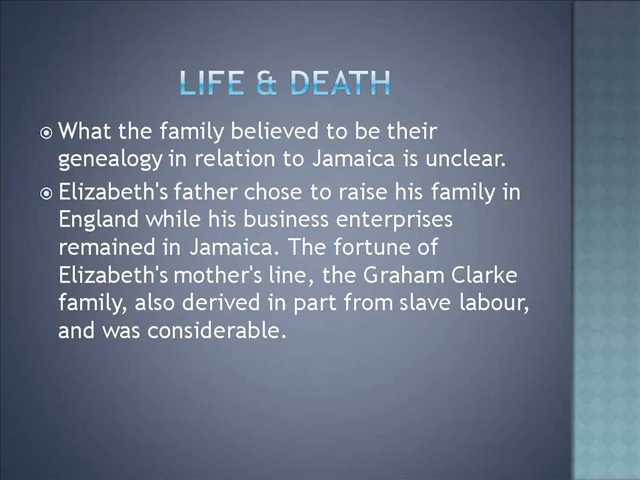 LIFE & DEATH
What the family believed to be their
genealogy in relation to Jamaica is unclear.
Elizabeth's father chose to raise his family in
England while his business enterprises
remained in Jamaica. The fortune of
Elizabeth's mother's line, the Graham Clarke
family, also derived in part from slave labour,
and was considerable.